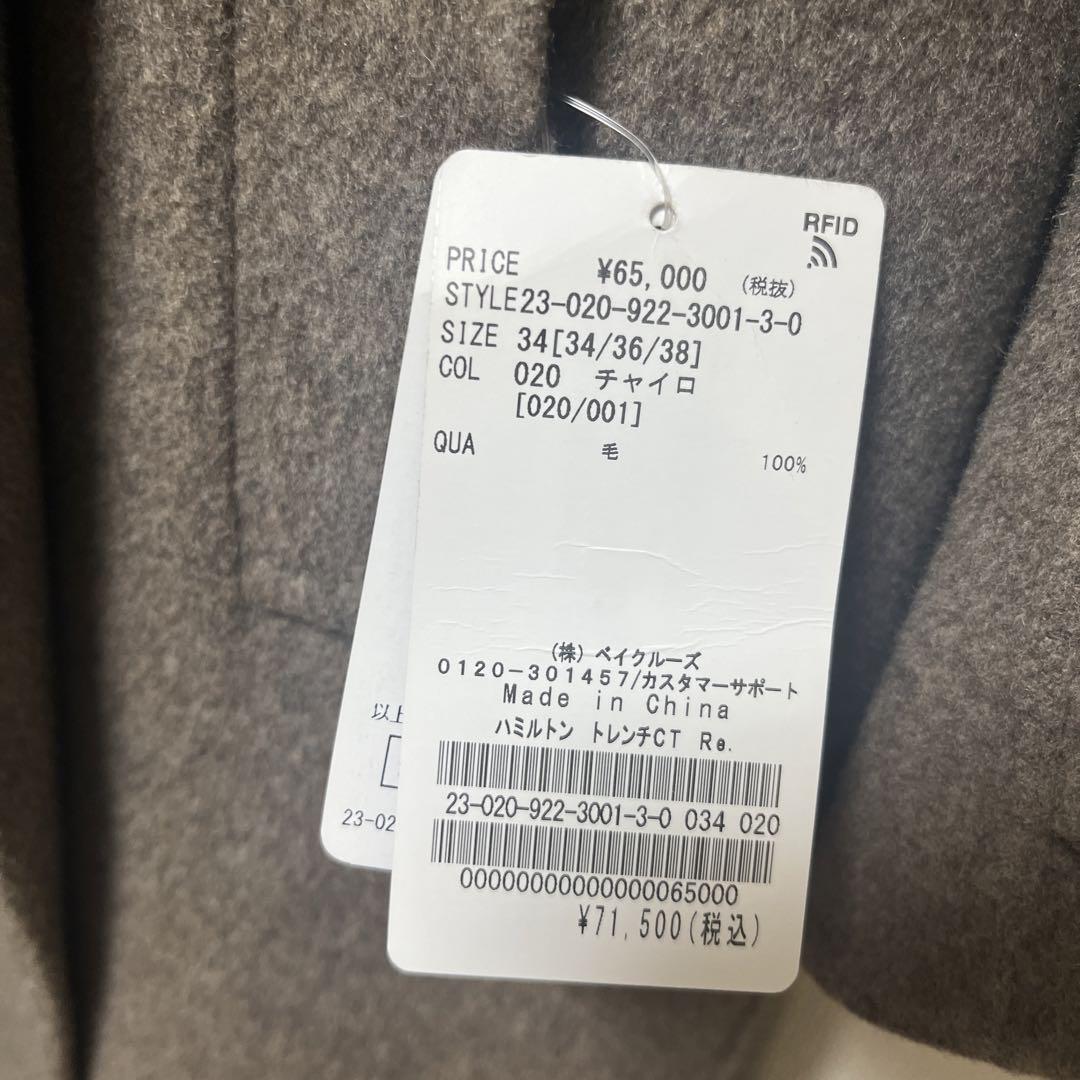 RFID
PRICE ¥65,000 (税抜)
STYLE23-020-922-3001-3-0
SIZE 34[34/36/38]
COL 020 チャイロ
[020/001]
QUA 毛 100%
(株) ベイクルーズ
0120-301457/カスタマーサポート
Made in China
ハミルトン トレンチCT Re.
23-020-922-3001-3-0 034 020
00000000000000065000
¥71,500(税込)
以上
23-02